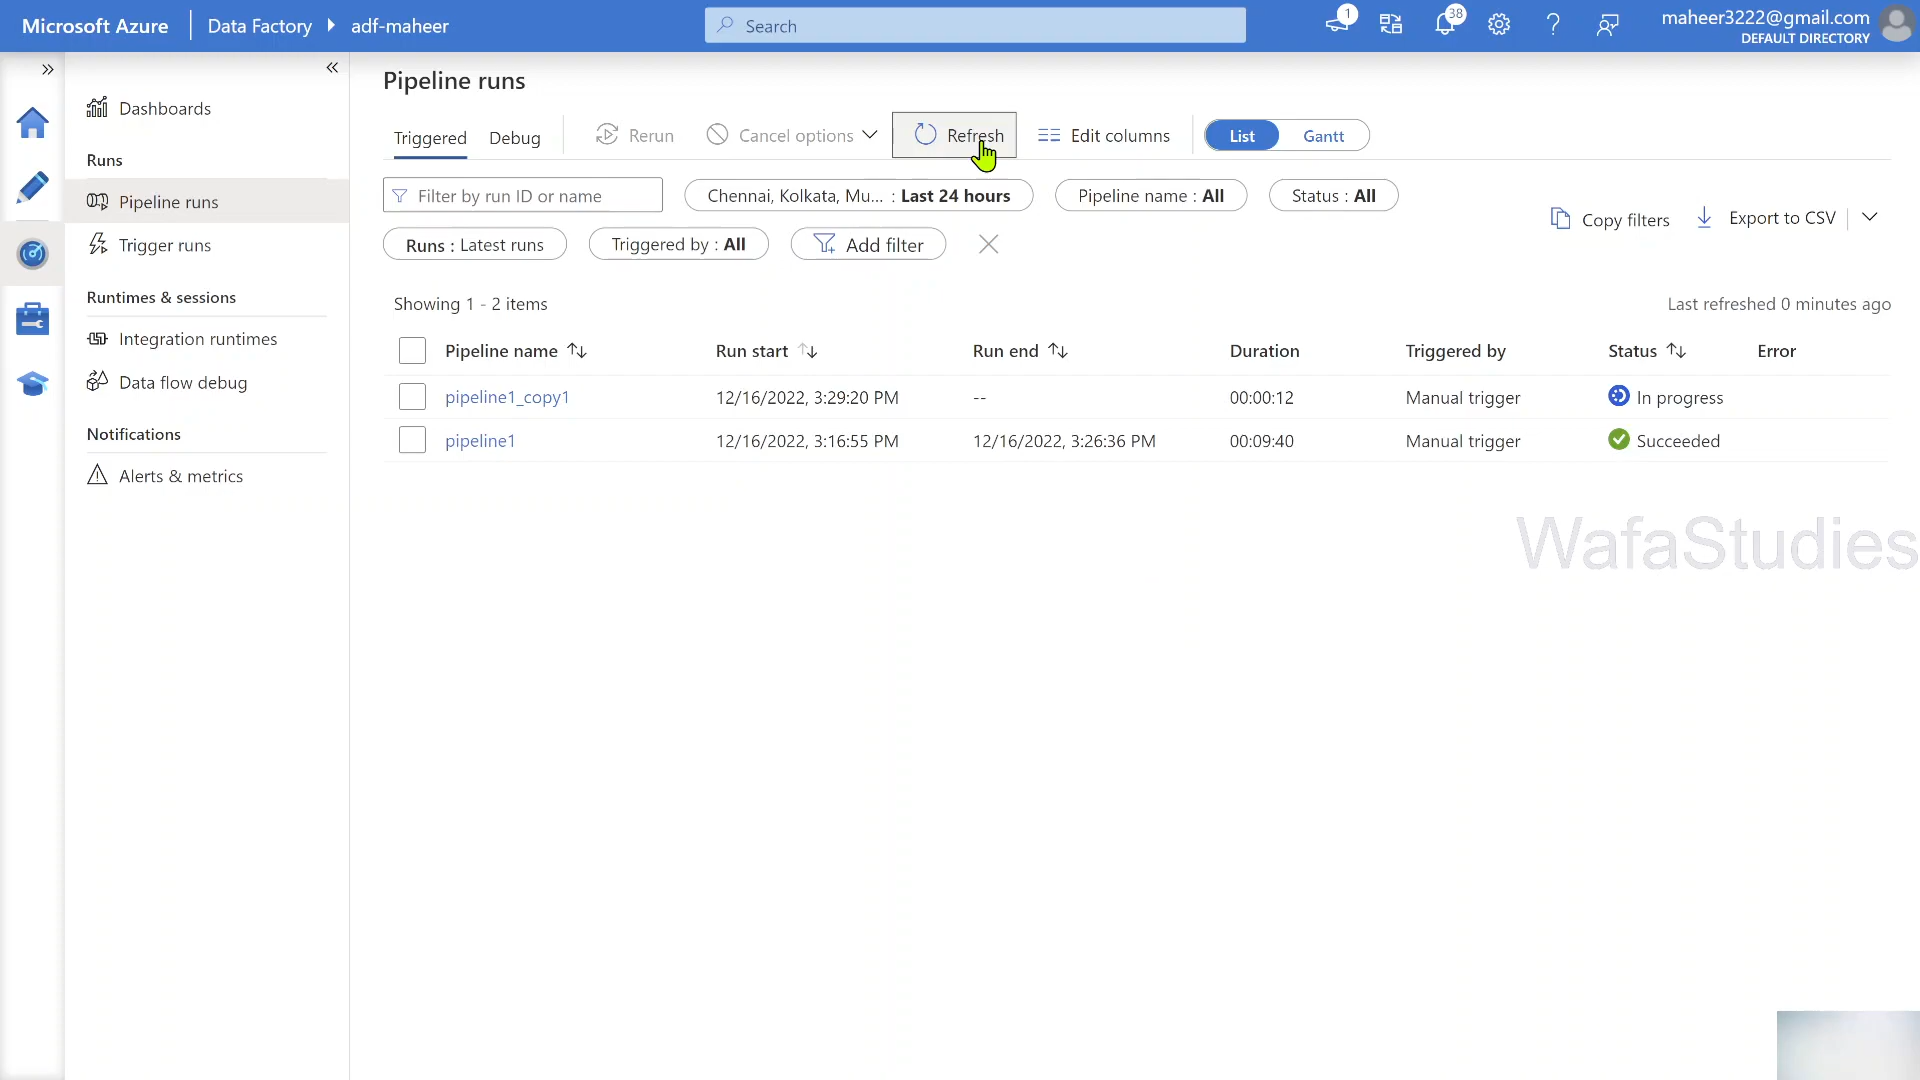 Microsoft Azure Data Factory adf-maheer Search 1 38 maheer3222@gmail.com
DEFAULT DIRECTORY
Dashboards
Runs
Pipeline runs
Trigger runs
Runtimes & sessions
Integration runtimes
Data flow debug
Notifications
Alerts & metrics
Pipeline runs
Triggered Debug Rerun Cancel options Refresh Edit columns List Gantt
Filter by run ID or name Chennai, Kolkata, Mu... : Last 24 hours Pipeline name : All Status : All
Runs : Latest runs Triggered by : All Add filter
Copy filters Export to CSV
Showing 1 - 2 items Last refreshed 0 minutes ago
Pipeline name Run start Run end Duration Triggered by Status Error
pipeline1_copy1 12/16/2022, 3:29:20 PM -- 00:00:12 Manual trigger In progress
pipeline1 12/16/2022, 3:16:55 PM 12/16/2022, 3:26:36 PM 00:09:40 Manual trigger Succeeded
WafaStudies